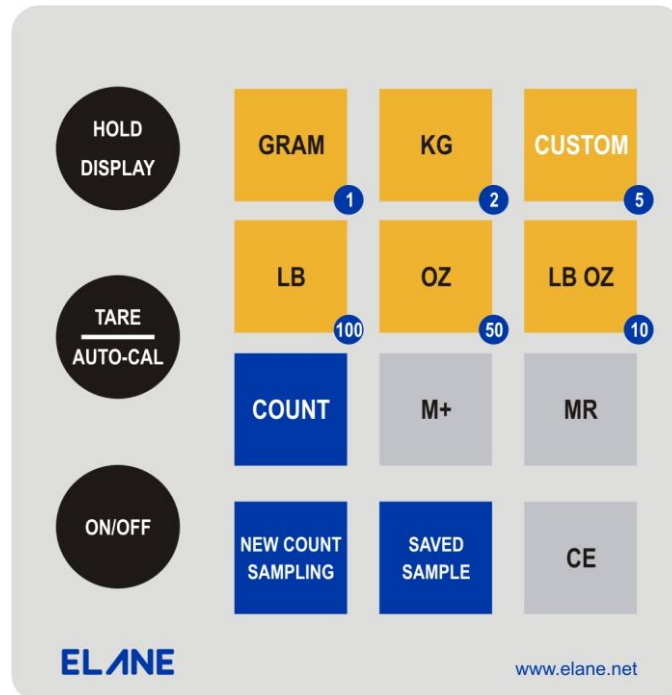 HOLD
DISPLAY
GRAM
KG
CUSTOM
1
2
5
TARE
AUTO-CAL
LB
OZ
LB OZ
100
50
10
COUNT
M+
MR
ON/OFF
NEW COUNT
SAMPLING
SAVED
SAMPLE
CE
ELANE
www.elane.net